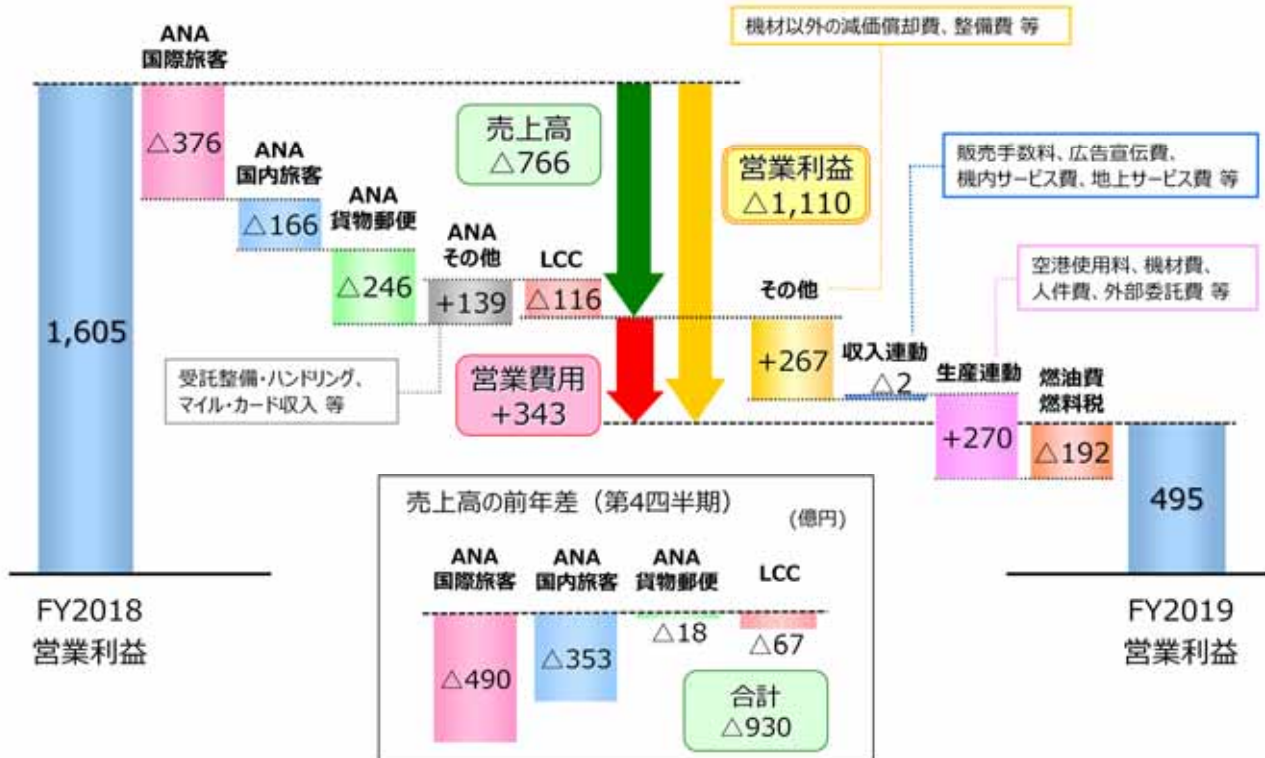 機材以外の減価償却費、整備費 等
ANA
国際旅客
△376
ANA
国内旅客
△166
ANA
貨物郵便
△246
ANA
その他
+139
LCC
△116
売上高
△766
営業利益
△1,110
営業費用
+343
受託整備・ハンドリング、
マイル・カード収入 等
販売手数料、広告宣伝費、
機内サービス費、地上サービス費 等
空港使用料、機材費、
人件費、外部委託費 等
その他
+267
収入連動
△2
生産連動
+270
燃油費
燃料税
△192
1,605
FY2018
営業利益
495
FY2019
営業利益
売上高の前年差（第4四半期）
(億円)
ANA
国際旅客
△490
ANA
国内旅客
△353
ANA
貨物郵便
△18
LCC
△67
合計
△930